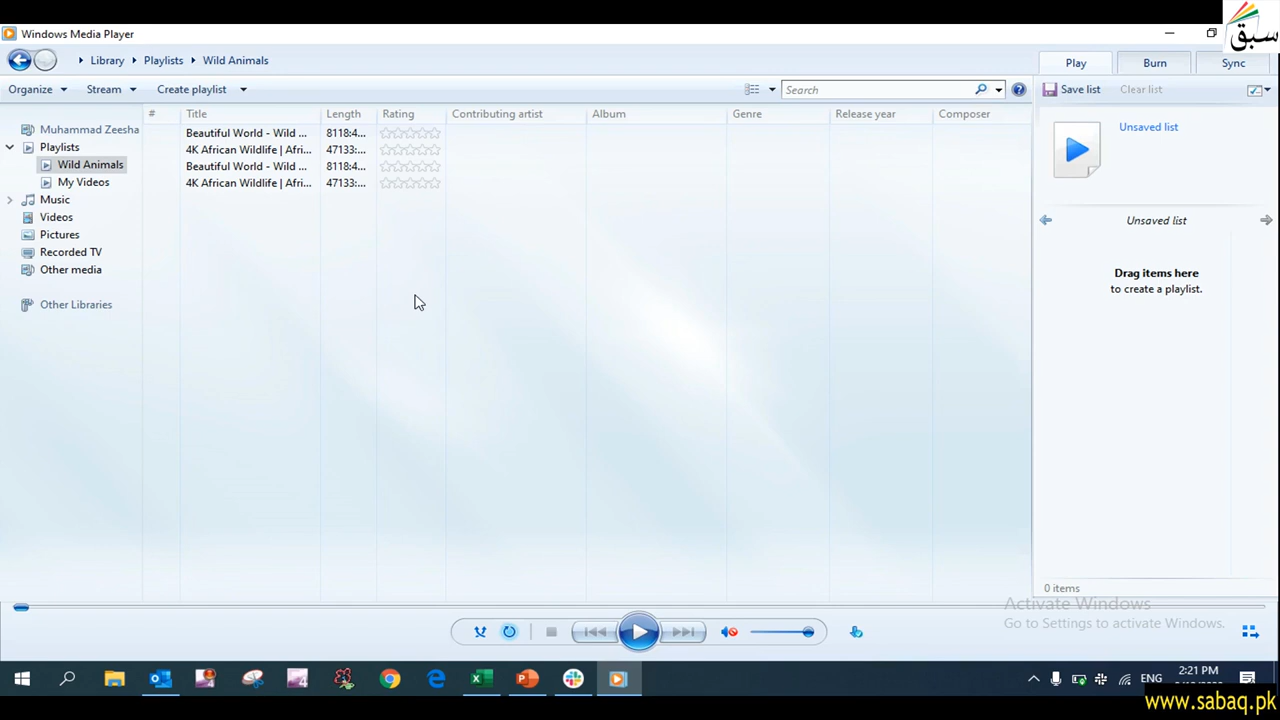 سبق
Windows Media Player
Library Playlists Wild Animals
Play Burn Sync
Organize Stream Create playlist
Search
Save list Clear list
# Title Length Rating Contributing artist Album Genre Release year Composer
Beautiful World - Wild ... 8118:4...
4K African Wildlife | Afri... 47133:...
Beautiful World - Wild ... 8118:4...
4K African Wildlife | Afri... 47133:...
Muhammad Zeesha
Playlists
Wild Animals
My Videos
Music
Videos
Pictures
Recorded TV
Other media
Other Libraries
Unsaved list
Unsaved list
Drag items here
to create a playlist.
0 items
Activate Windows
Go to Settings to activate Windows.
ENG
2:21 PM
www.sabaq.pk